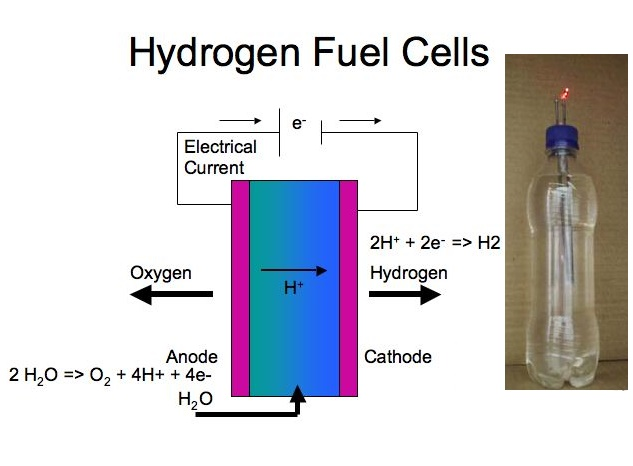 Hydrogen Fuel Cells
e⁻
Electrical
Current
2H⁺ + 2e⁻ => H2
Oxygen
H⁺
Hydrogen
Anode
Cathode
2 H₂O => O₂ + 4H+ + 4e-
H₂O